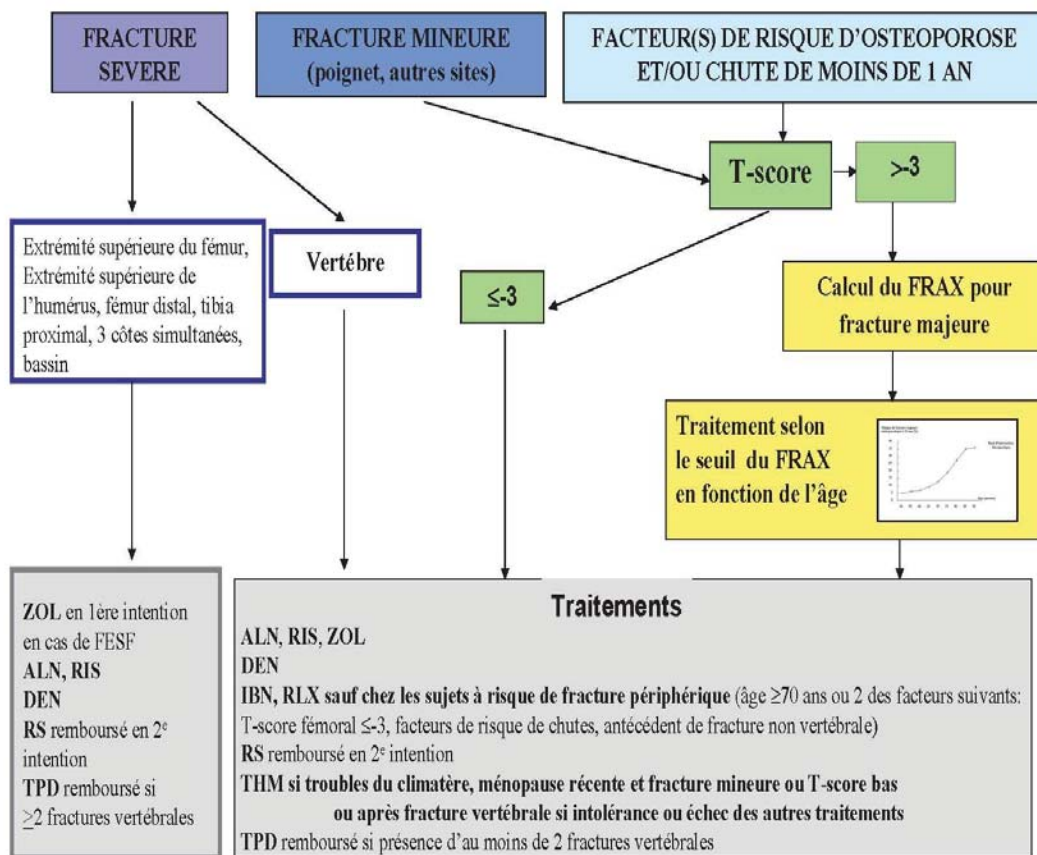 FRACTURE
SEVERE
FRACTURE MINEURE
(poignet, autres sites)
FACTEUR(S) DE RISQUE D'OSTEOPOROSE
ET/OU CHUTE DE MOINS DE 1 AN
T-score
>-3
Extrémité supérieure du fémur,
Extrémité supérieure de
l'humérus, fémur distal, tibia
proximal, 3 côtes simultanées,
bassin
Vertébre
≤-3
Calcul du FRAX pour
fracture majeure
Traitement selon
le seuil du FRAX
en fonction de l'âge
ZOL en 1ère intention
en cas de FESF
ALN, RIS
DEN
RS remboursé en 2e
intention
TPD remboursé si
≥2 fractures vertébrales
Traitements
ALN, RIS, ZOL
DEN
IBN, RLX sauf chez les sujets à risque de fracture périphérique (âge ≥70 ans ou 2 des facteurs suivants:
T-score fémoral ≤-3, facteurs de risque de chutes, antécédent de fracture non vertébrale)
RS remboursé en 2e intention
THM si troubles du climatère, ménopause récente et fracture mineure ou T-score bas
ou après fracture vertébrale si intolérance ou échec des autres traitements
TPD remboursé si présence d'au moins de 2 fractures vertébrales